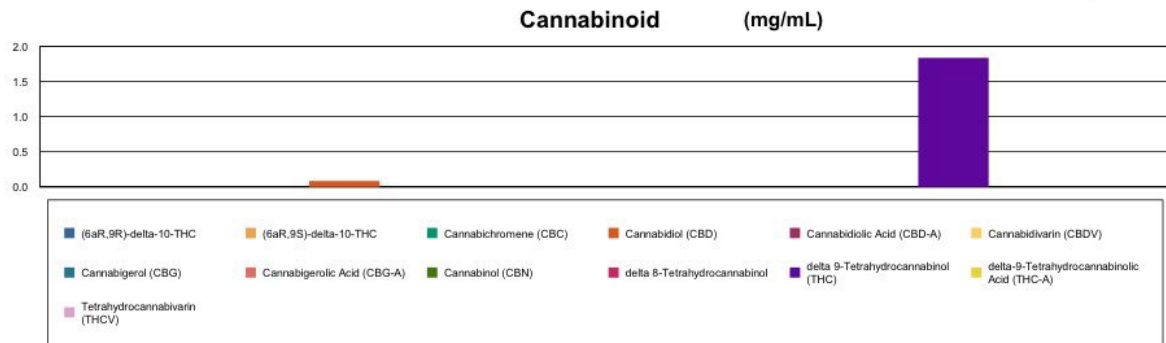 Cannabinoid (mg/mL)
2.0
1.5
1.0
0.5
0.0
(6aR,9R)-delta-10-THC
(6aR,9S)-delta-10-THC
Cannabichromene (CBC)
Cannabidiol (CBD)
Cannabidiolic Acid (CBD-A)
Cannabidivarin (CBDV)
Cannabigerol (CBG)
Cannabigerolic Acid (CBG-A)
Cannabinol (CBN)
delta 8-Tetrahydrocannabinol
delta 9-Tetrahydrocannabinol
(THC)
delta-9-Tetrahydrocannabinolic
Acid (THC-A)
Tetrahydrocannabivarin
(THCV)